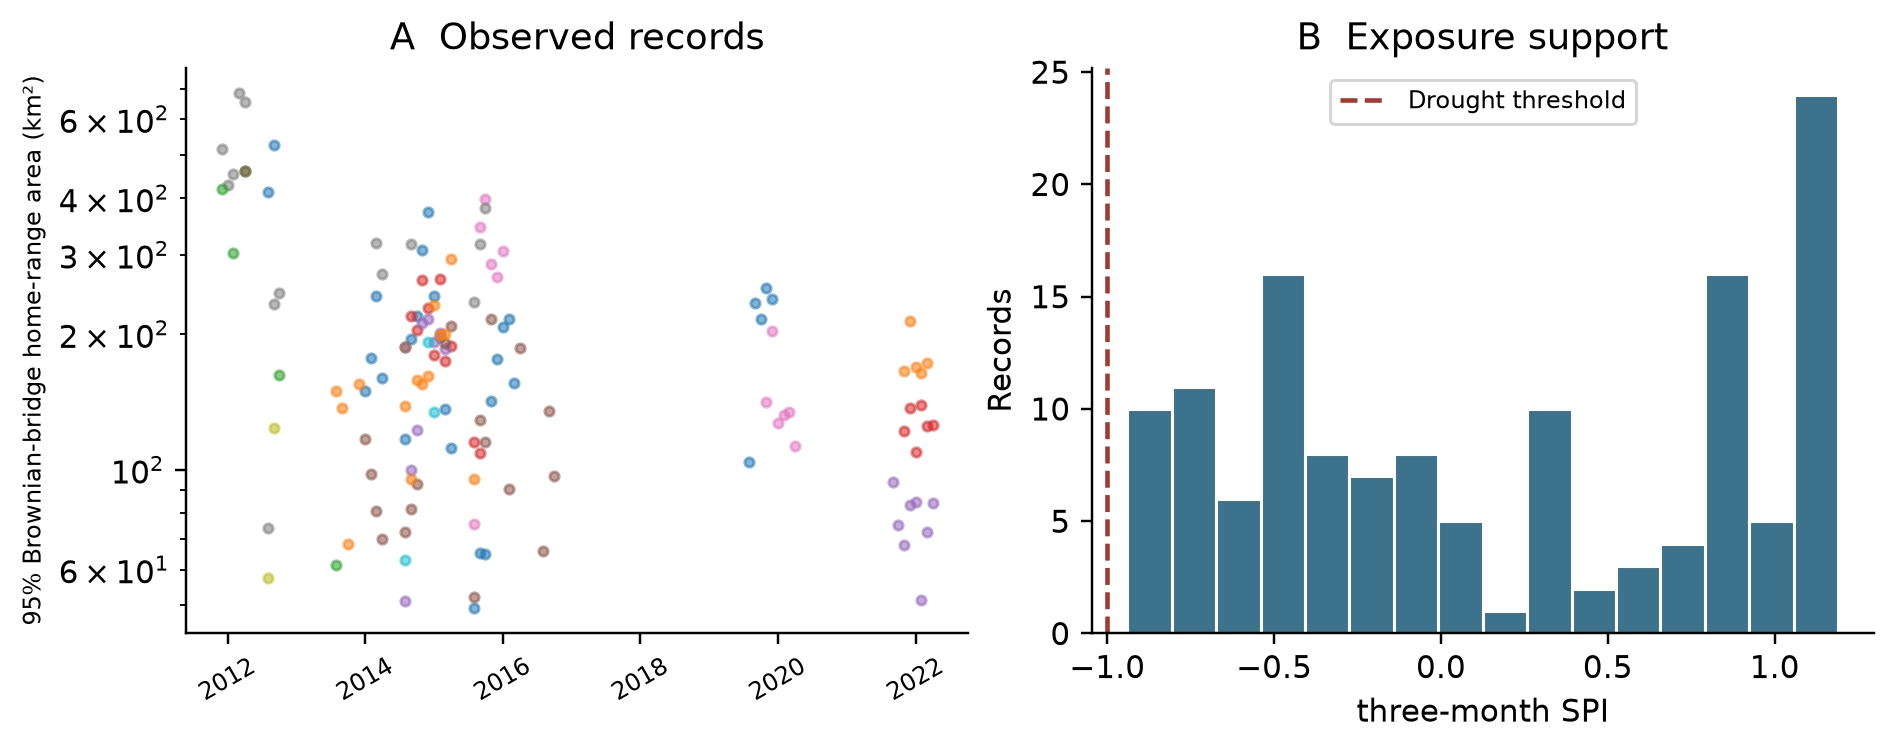 A  Observed records
95% Brownian-bridge home-range area (km²)
6 × 10²
4 × 10²
3 × 10²
2 × 10²
10²
6 × 10¹
2012
2014
2016
2018
2020
2022
B  Exposure support
Drought threshold
Records
25
20
15
10
5
0
−1.0
−0.5
0.0
0.5
1.0
three-month SPI